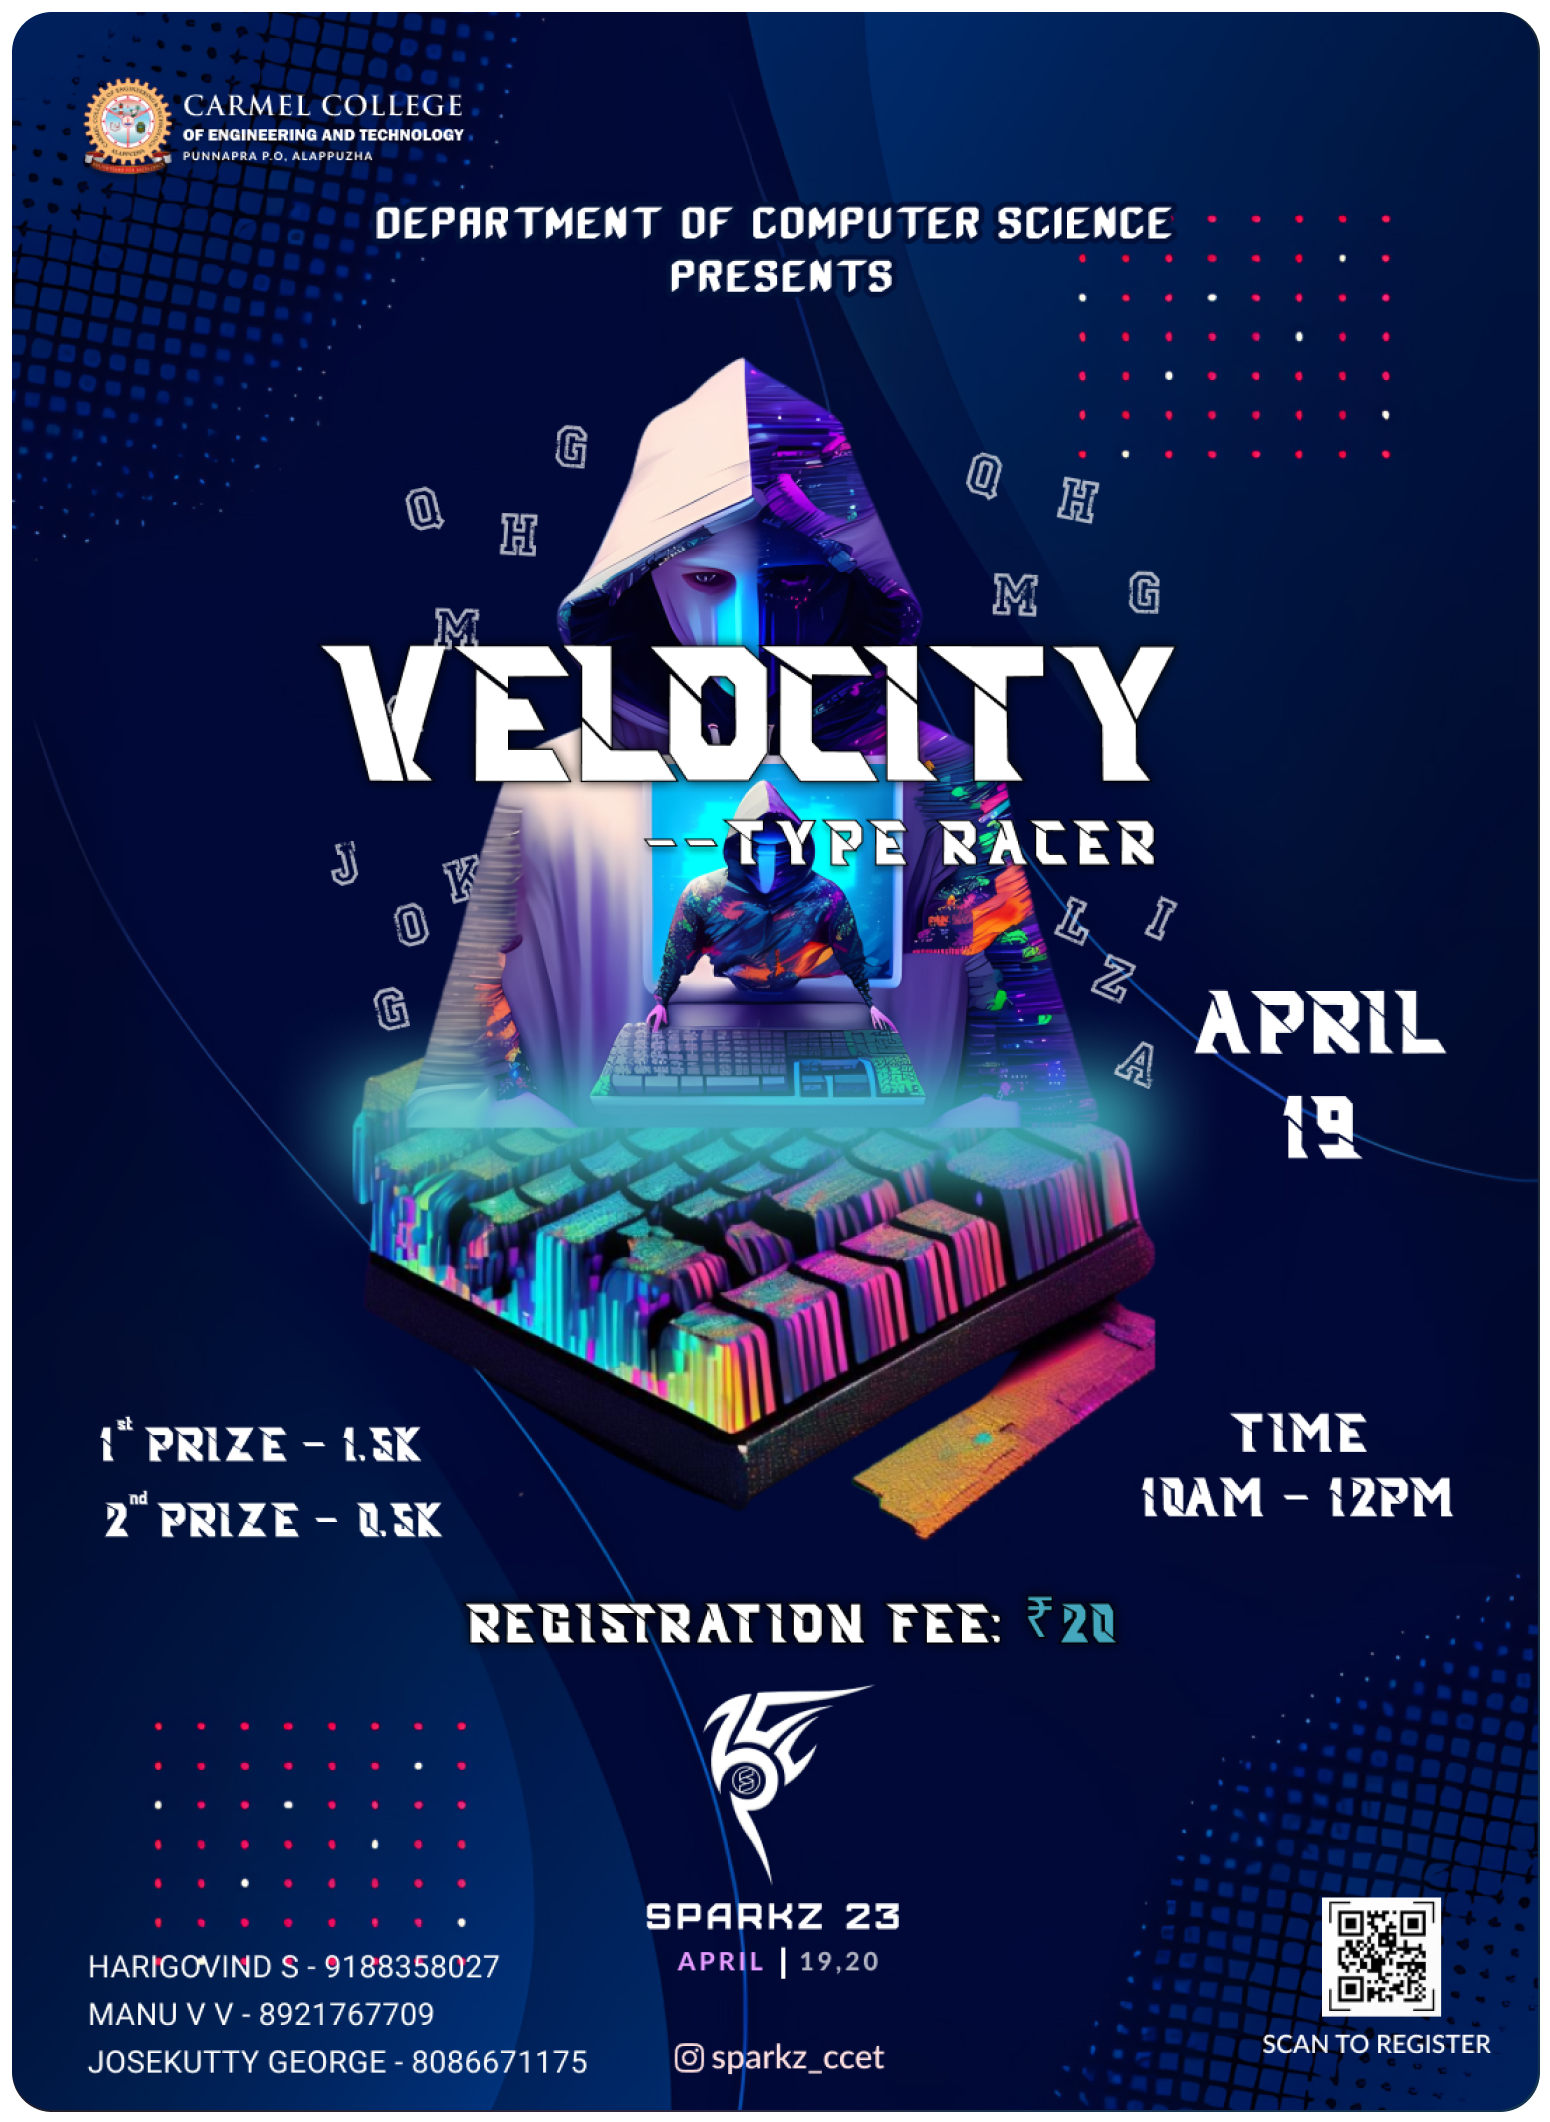 CARMEL COLLEGE
OF ENGINEERING AND TECHNOLOGY
PUNNAPRA P.O, ALAPPUZHA
DEPARTMENT OF COMPUTER SCIENCE
PRESENTS
G
Q
H
M
Q
H
M
G
VELOCITY
--TYPE RACER
J
K
O
G
L
I
Z
A
APRIL
19
1st PRIZE - 1.5K
2nd PRIZE - 0.5K
TIME
10AM - 12PM
REGISTRATION FEE: ₹20
SPARKZ 23
APRIL | 19,20
HARIGOVIND S - 9188358027
MANU V V - 8921767709
JOSEKUTTY GEORGE - 8086671175
sparkz_ccet
SCAN TO REGISTER